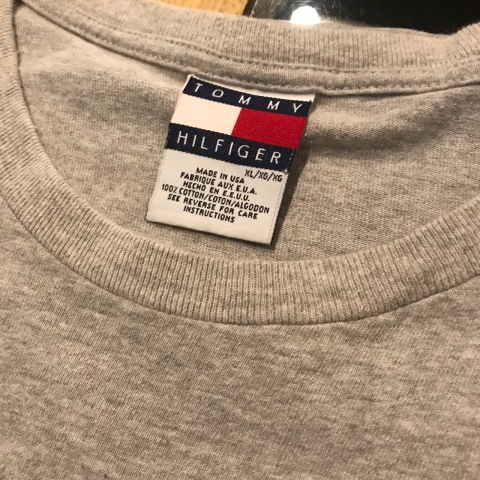 TOMMY
HILFIGER
XL/XG/XG
MADE IN USA
FABRIQUE AUX E.U.A.
HECHO EN E.E.U.U.
100% COTTON/COTON/ALGODON
SEE REVERSE FOR CARE
INSTRUCTIONS